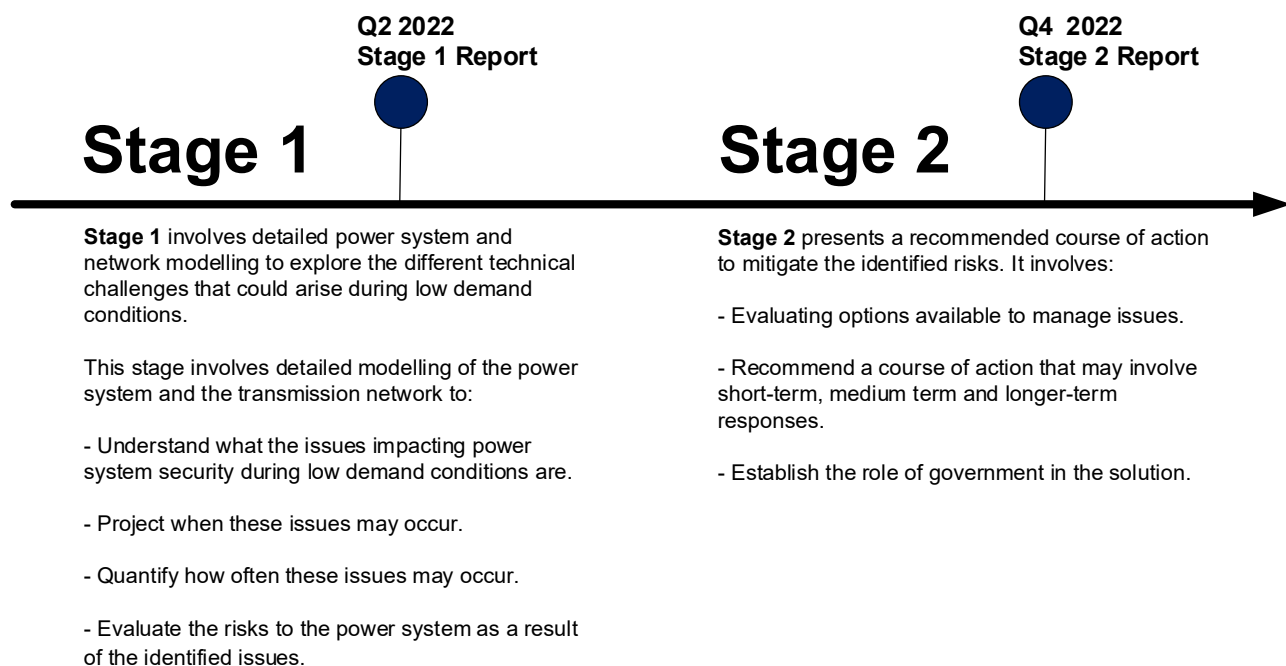 Q2 2022
Stage 1 Report
Q4 2022
Stage 2 Report
Stage 1
Stage 2
Stage 1 involves detailed power system and
network modelling to explore the different technical
challenges that could arise during low demand
conditions.
This stage involves detailed modelling of the power
system and the transmission network to:
- Understand what the issues impacting power
system security during low demand conditions are.
- Project when these issues may occur.
- Quantify how often these issues may occur.
- Evaluate the risks to the power system as a result
of the identified issues.
Stage 2 presents a recommended course of action
to mitigate the identified risks. It involves:
- Evaluating options available to manage issues.
- Recommend a course of action that may involve
short-term, medium term and longer-term
responses.
- Establish the role of government in the solution.